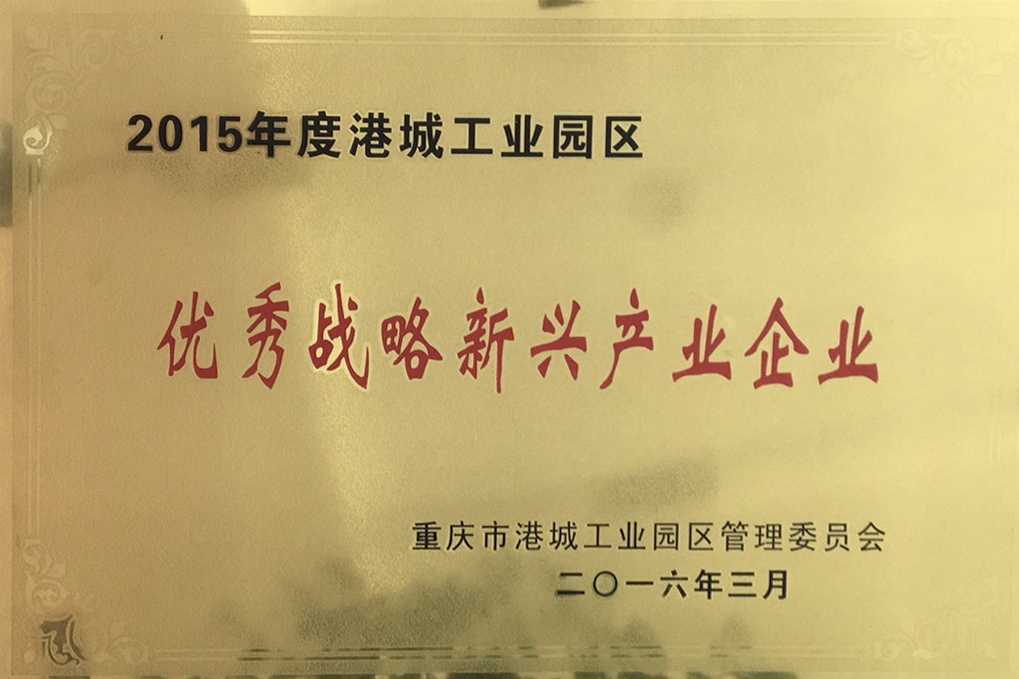 2015年度港城工业园区
优秀战略新兴产业企业
重庆市港城工业园区管理委员会
二〇一六年三月